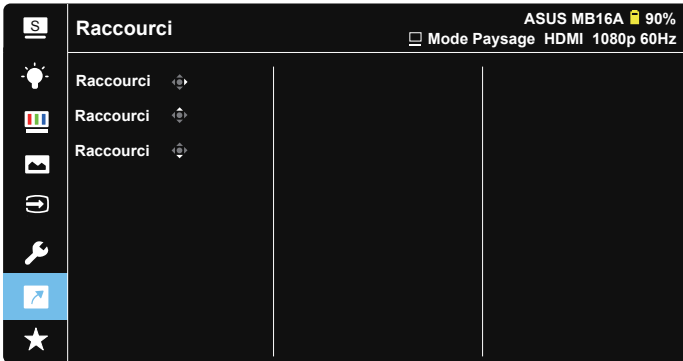 S
Raccourci
ASUS MB16A 90%
Mode Paysage HDMI 1080p 60Hz
Raccourci
Raccourci
Raccourci